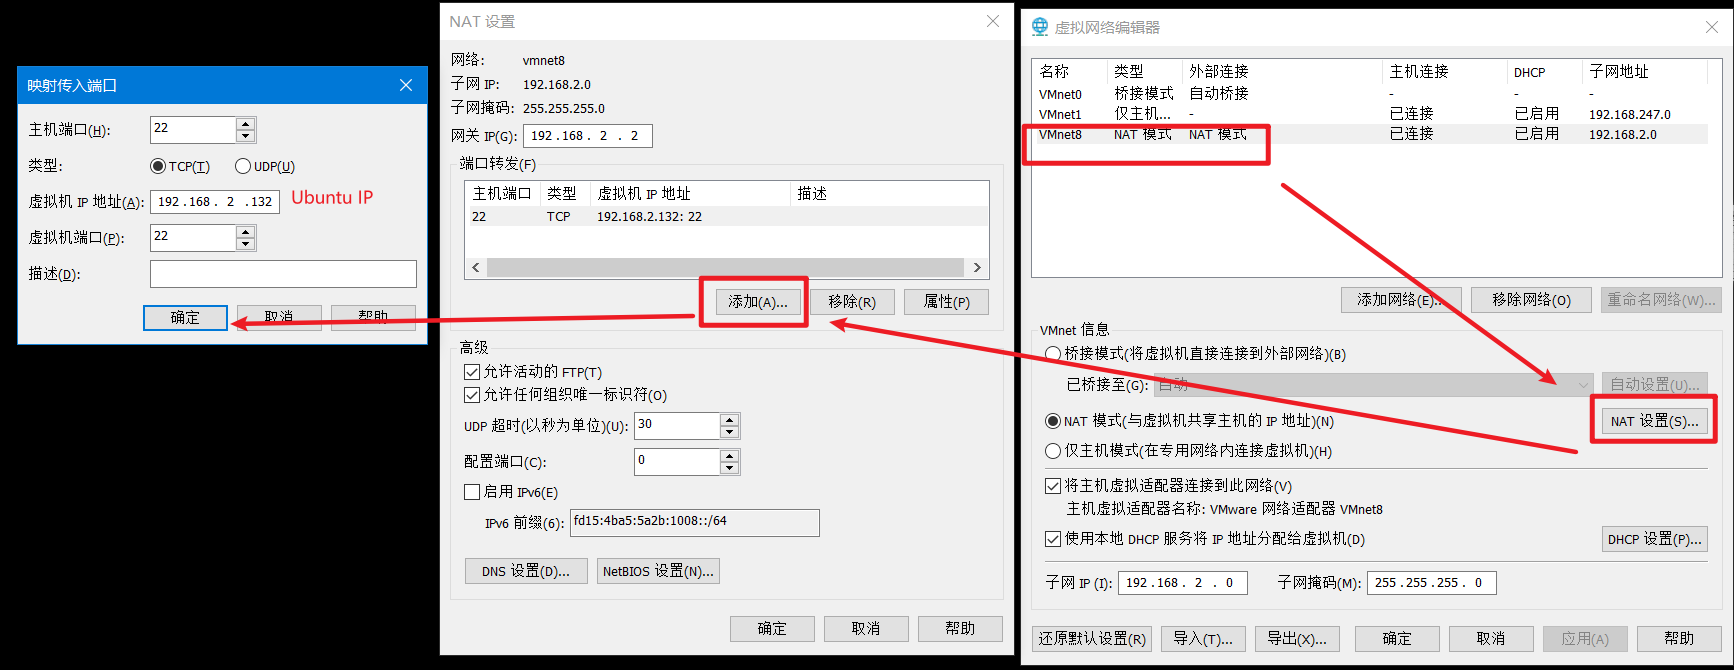 映射传入端口
主机端口(H): 22
类型: TCP(T) UDP(U)
虚拟机 IP 地址(A): 192.168. 2 .132 Ubuntu IP
虚拟机端口(P): 22
描述(D):
确定 取消 帮助
NAT 设置
网络: vmnet8
子网 IP: 192.168.2.0
子网掩码: 255.255.255.0
网关 IP(G): 192.168. 2 . 2
端口转发(F)
主机端口 类型 虚拟机 IP 地址 描述
22 TCP 192.168.2.132: 22
添加(A)... 移除(R) 属性(P)
高级
允许活动的 FTP(T)
允许任何组织唯一标识符(O)
UDP 超时(以秒为单位)(U): 30
配置端口(C): 0
启用 IPv6(E)
IPv6 前缀(6): fd15:4ba5:5a2b:1008::/64
DNS 设置(D)... NetBIOS 设置(N)...
确定 取消 帮助
虚拟网络编辑器
名称 类型 外部连接 主机连接 DHCP 子网地址
VMnet0 桥接模式 自动桥接 - - -
VMnet1 仅主机... - 已连接 已启用 192.168.247.0
VMnet8 NAT 模式 NAT 模式 已连接 已启用 192.168.2.0
添加网络(E)... 移除网络(O) 重命名网络(W)...
VMnet 信息
桥接模式(将虚拟机直接连接到外部网络)(B)
已桥接至(G): 自动 自动设置(U)...
NAT 模式(与虚拟机共享主机的 IP 地址)(N) NAT 设置(S)...
仅主机模式(在专用网络内连接虚拟机)(H)
将主机虚拟适配器连接到此网络(V)
主机虚拟适配器名称: VMware 网络适配器 VMnet8
使用本地 DHCP 服务将 IP 地址分配给虚拟机(D) DHCP 设置(P)...
子网 IP (I): 192.168. 2 . 0 子网掩码(M): 255.255.255. 0
还原默认设置(R) 导入(T)... 导出(X)... 确定 取消 应用(A) 帮助